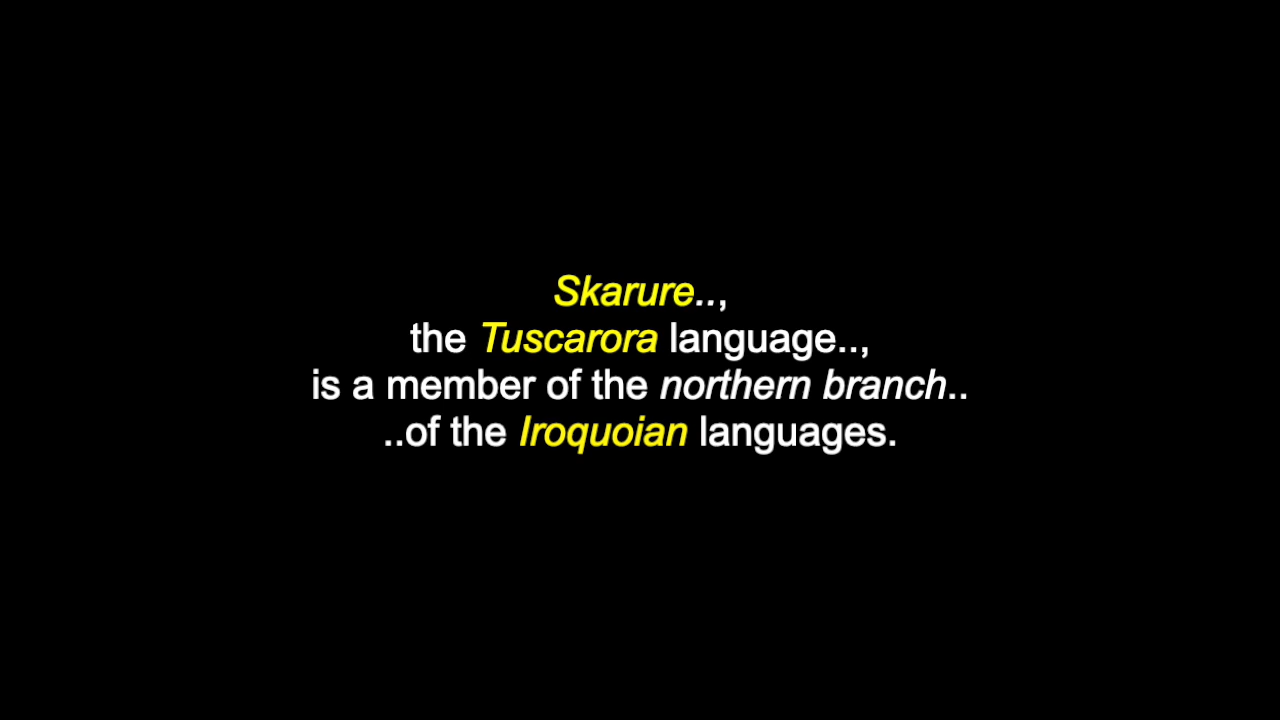 Skarure..,
the Tuscarora language..,
is a member of the northern branch..
..of the Iroquoian languages.